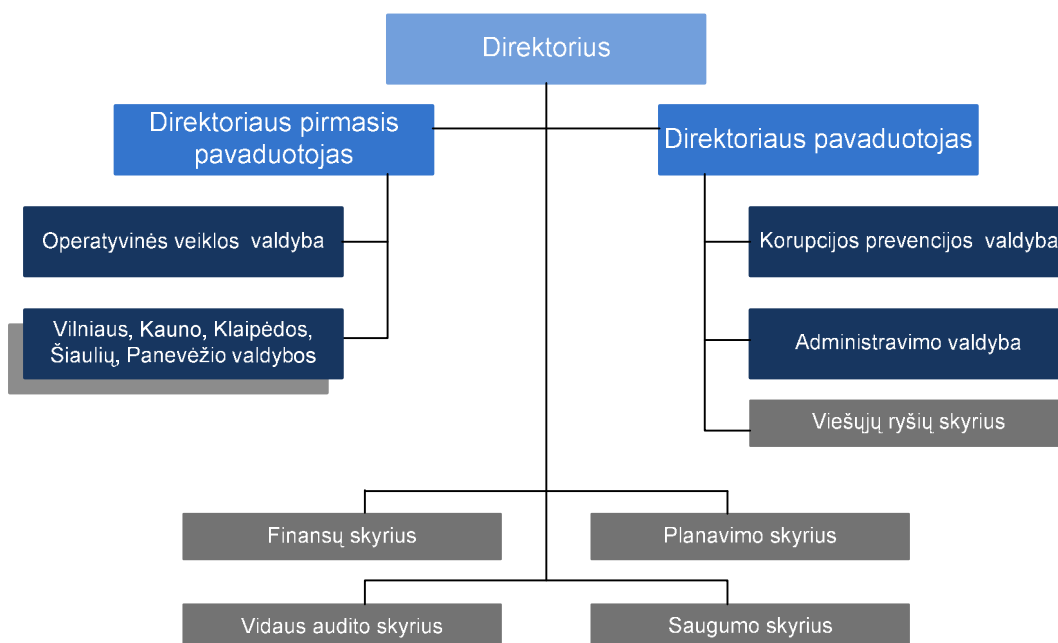 Direktorius
Direktoriaus pirmasis
pavaduotojas
Direktoriaus pavaduotojas
Operatyvinės veiklos valdyba
Korupcijos prevencijos valdyba
Vilniaus, Kauno, Klaipėdos,
Šiaulių, Panevėžio valdybos
Administravimo valdyba
Viešųjų ryšių skyrius
Finansų skyrius
Planavimo skyrius
Vidaus audito skyrius
Saugumo skyrius